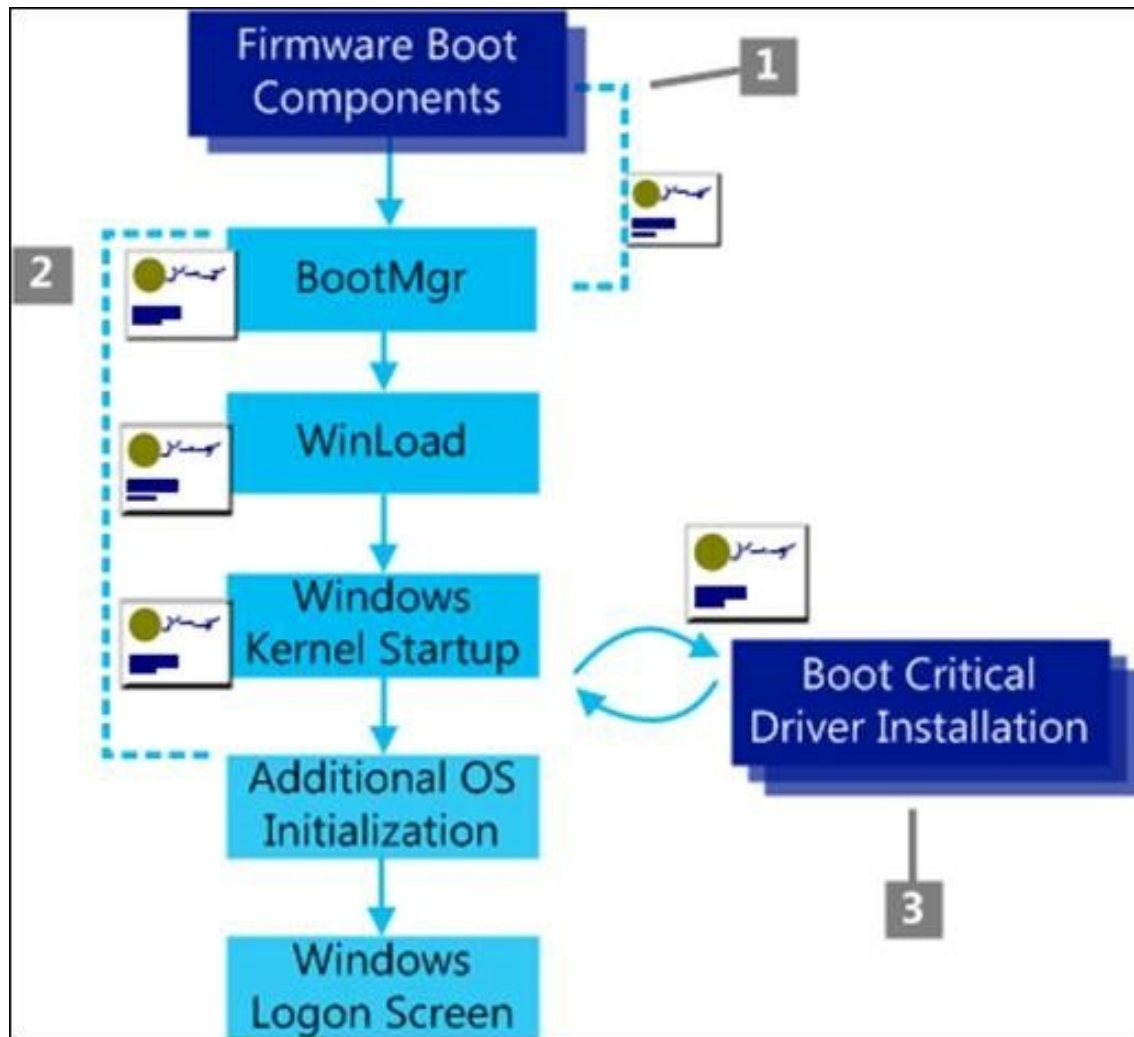 Firmware Boot
Components
1
2
BootMgr
WinLoad
Windows
Kernel Startup
Boot Critical
Driver Installation
Additional OS
Initialization
3
Windows
Logon Screen